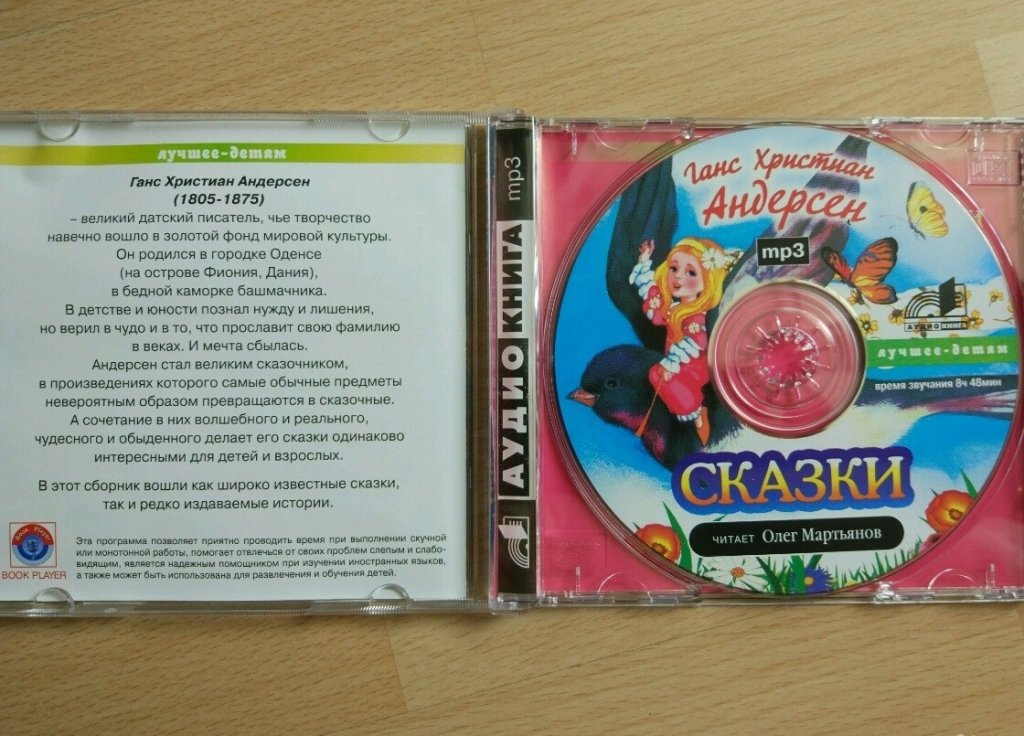 лучшее-детям
Ганс Христиан Андерсен
(1805-1875)
– великий датский писатель, чье творчество
навечно вошло в золотой фонд мировой культуры.
Он родился в городке Оденсе
(на острове Фиония, Дания),
в бедной каморке башмачника.
В детстве и юности познал нужду и лишения,
но верил в чудо и в то, что прославит свою фамилию
в веках. И мечта сбылась.
Андерсен стал великим сказочником,
в произведениях которого самые обычные предметы
невероятным образом превращаются в сказочные.
А сочетание в них волшебного и реального,
чудесного и обыденного делает его сказки одинаково
интересными для детей и взрослых.
В этот сборник вошли как широко известные сказки,
так и редко издаваемые истории.
Book Player
BOOK PLAYER
Эта программа позволяет приятно проводить время при выполнении скучной
или монотонной работы, помогает отвлечься от своих проблем слепым и слабо-
видящим, является надежным помощником при изучении иностранных языков,
а также может быть использована для развлечения и обучения детей.
mp3
АУДИОКНИГА
Ганс Христиан
Андерсен
mp3
АУДИОКНИГА
лучшее-детям
время звучания 8ч 48мин
СКАЗКИ
ЧИТАЕТ Олег Мартьянов